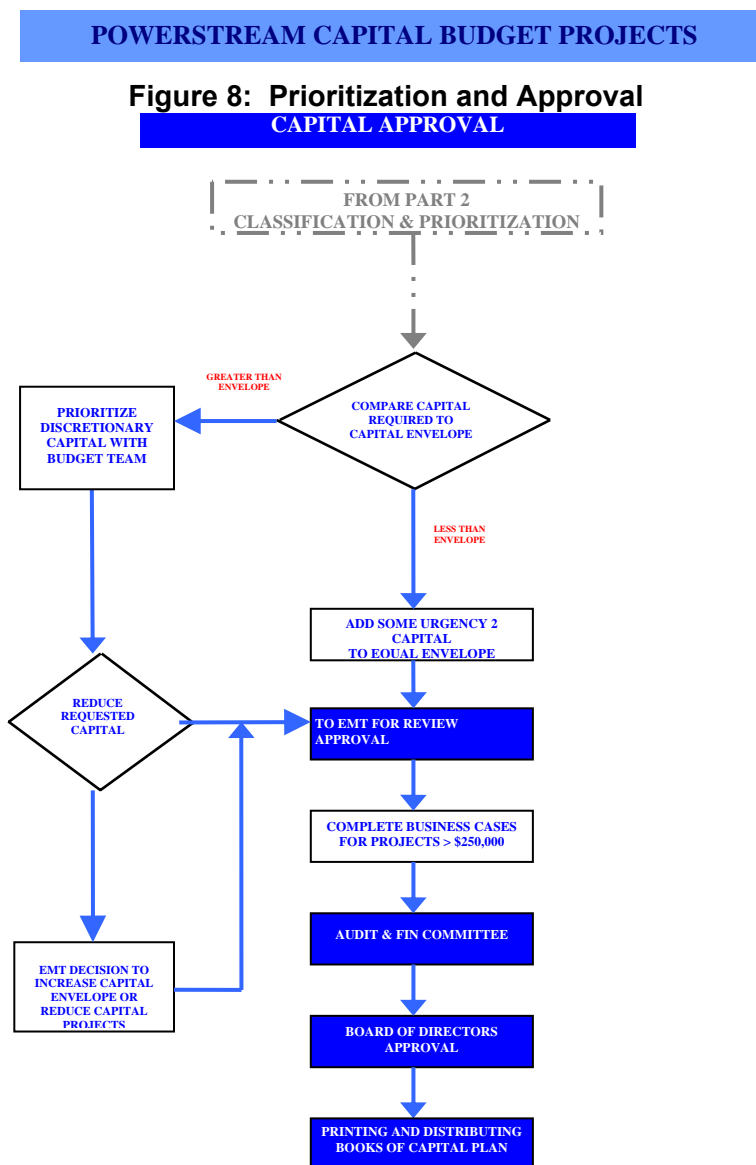 POWERSTREAM CAPITAL BUDGET PROJECTS
Figure 8: Prioritization and Approval
CAPITAL APPROVAL
FROM PART 2
CLASSIFICATION & PRIORITIZATION
GREATER THAN
ENVELOPE
COMPARE CAPITAL
REQUIRED TO
CAPITAL ENVELOPE
PRIORITIZE
DISCRETIONARY
CAPITAL WITH
BUDGET TEAM
LESS THAN
ENVELOPE
ADD SOME URGENCY 2
CAPITAL
TO EQUAL ENVELOPE
REDUCE
REQUESTED
CAPITAL
TO EMT FOR REVIEW
APPROVAL
COMPLETE BUSINESS CASES
FOR PROJECTS > $250,000
AUDIT & FIN COMMITTEE
EMT DECISION TO
INCREASE CAPITAL
ENVELOPE OR
REDUCE CAPITAL
PROJECTS
BOARD OF DIRECTORS
APPROVAL
PRINTING AND DISTRIBUTING
BOOKS OF CAPITAL PLAN